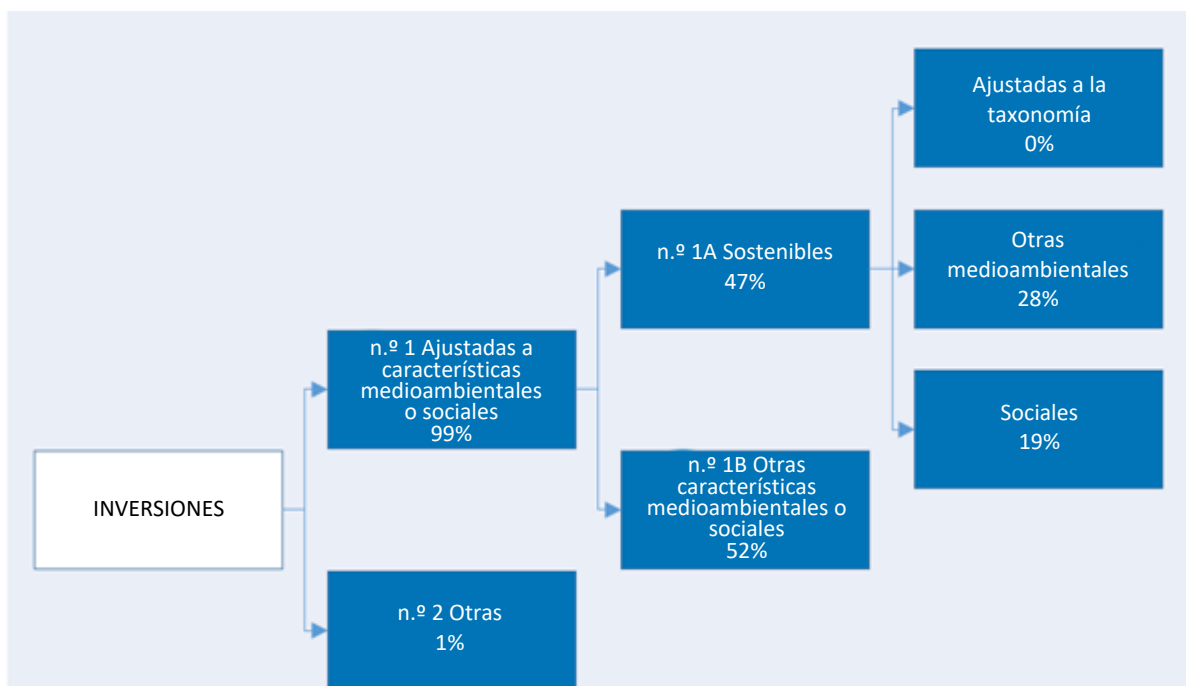 INVERSIONES
n.º 1 Ajustadas a
características
medioambientales
o sociales
99%
n.º 2 Otras
1%
n.º 1A Sostenibles
47%
n.º 1B Otras
características
medioambientales o
sociales
52%
Ajustadas a la
taxonomía
0%
Otras
medioambientales
28%
Sociales
19%